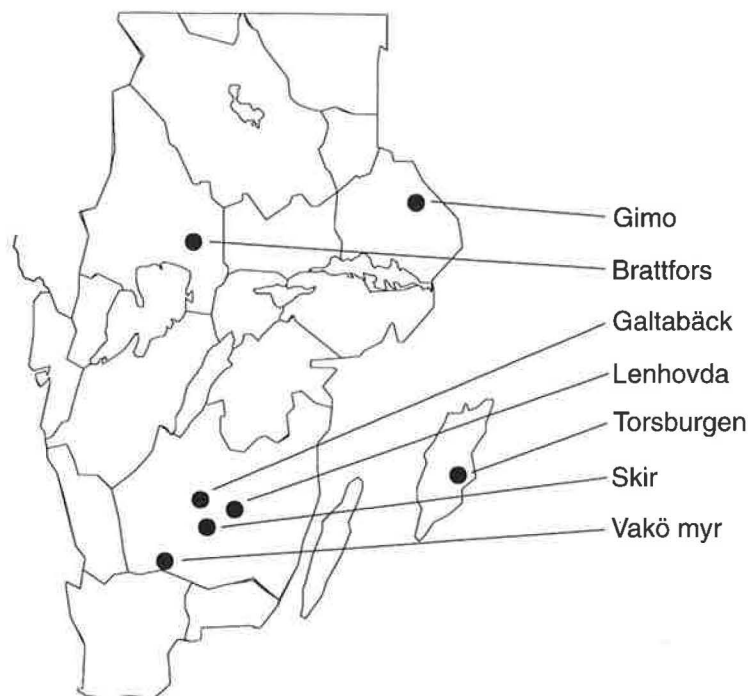 Gimo
Brattfors
Galtabäck
Lenhovda
Torsburgen
Skir
Vakö myr